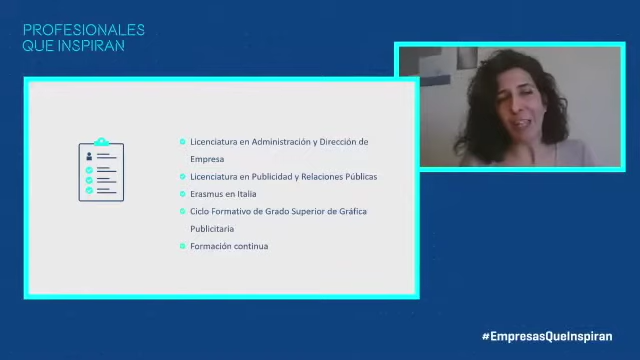 PROFESIONALES
QUE INSPIRAN
Licenciatura en Administración y Dirección de
Empresa
Licenciatura en Publicidad y Relaciones Públicas
Erasmus en Italia
Ciclo Formativo de Grado Superior de Gráfica
Publicitaria
Formación continua
#EmpresasQueInspiran